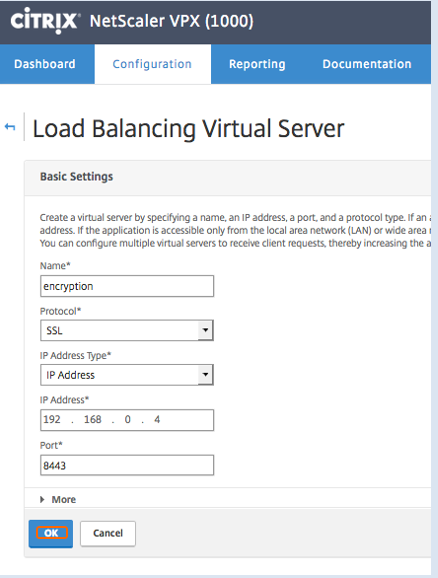 CİTRIX NetScaler VPX (1000)
Dashboard Configuration Reporting Documentation
Load Balancing Virtual Server
Basic Settings
Create a virtual server by specifying a name, an IP address, a port, and a protocol type. If an
address. If the application is accessible only from the local area network (LAN) or wide area
You can configure multiple virtual servers to receive client requests, thereby increasing the
Name*
encryption
Protocol*
SSL
IP Address Type*
IP Address
IP Address*
192 . 168 . 0 . 4
Port*
8443
More
OK Cancel